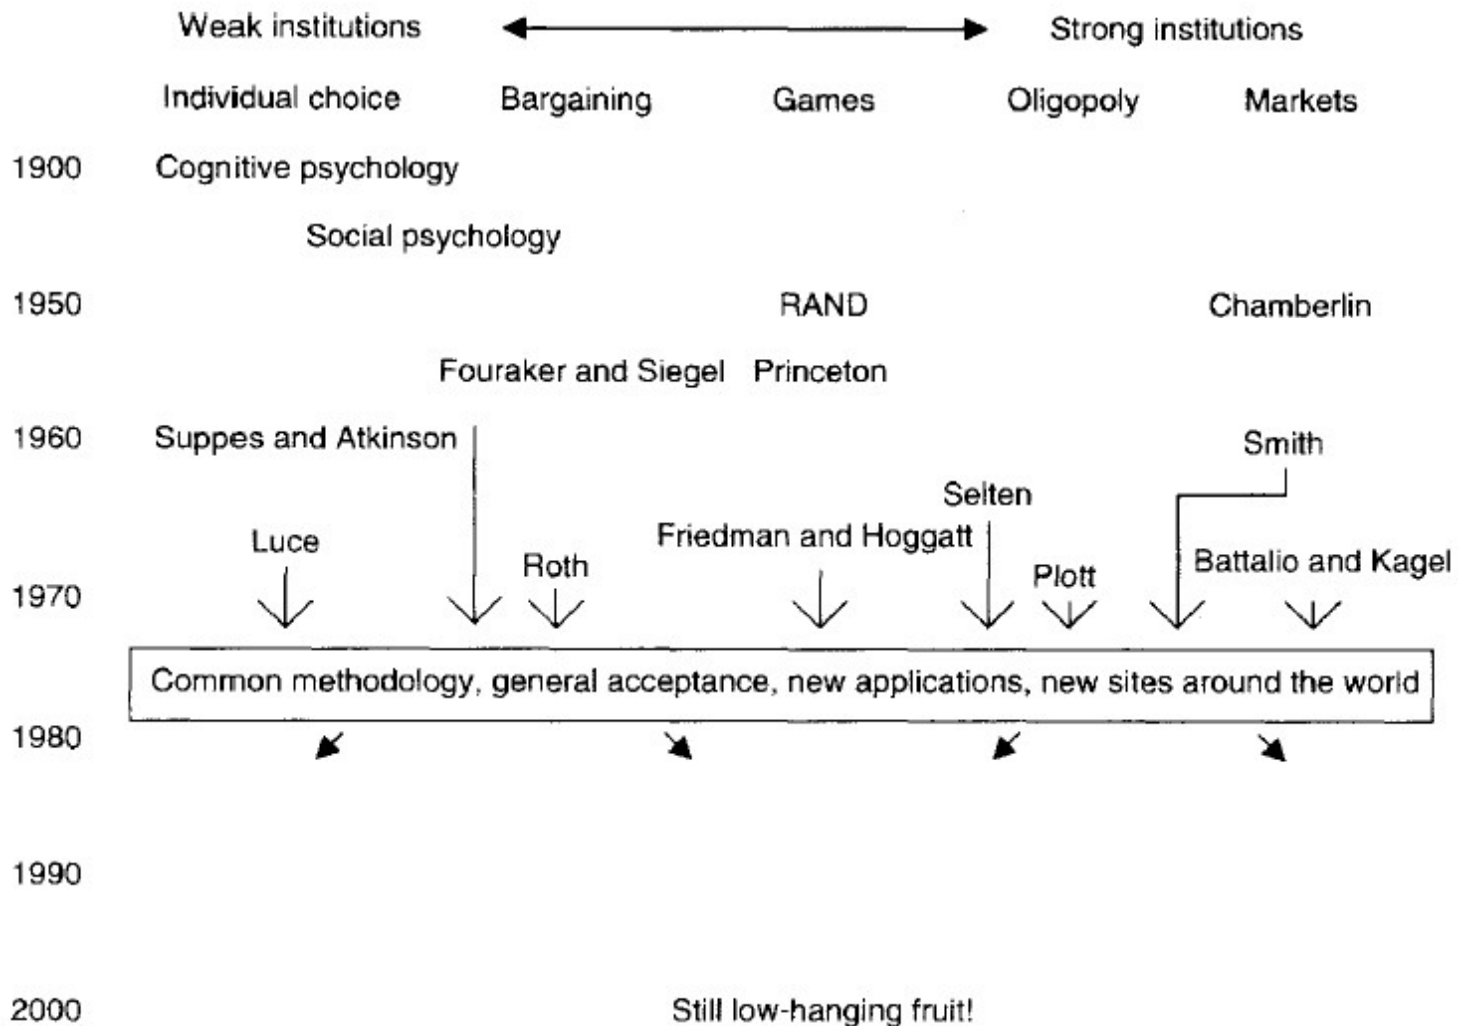 Weak institutions Strong institutions
Individual choice Bargaining Games Oligopoly Markets
1900 Cognitive psychology
Social psychology
1950 RAND Chamberlin
Fouraker and Siegel Princeton
1960 Suppes and Atkinson Smith
Selten
Luce Friedman and Hoggatt
Roth Plott Battalio and Kagel
1970
Common methodology, general acceptance, new applications, new sites around the world
1980
1990
2000 Still low-hanging fruit!